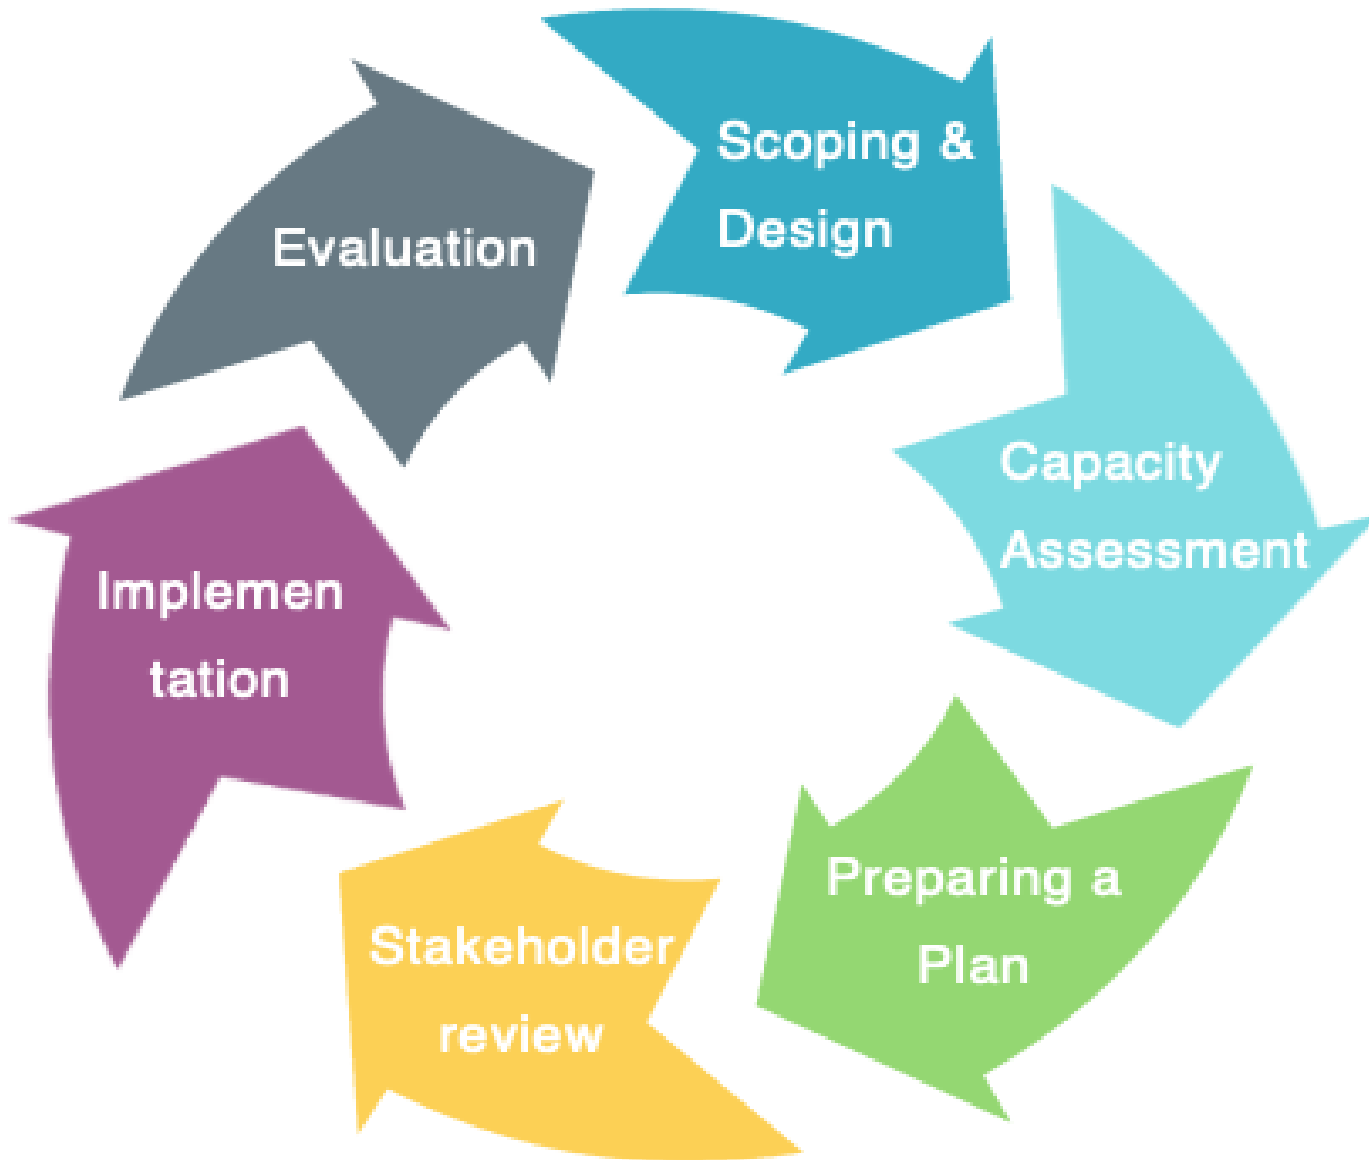 Scoping &
Design
Capacity
Assessment
Preparing a
Plan
Stakeholder
review
Implemen
tation
Evaluation